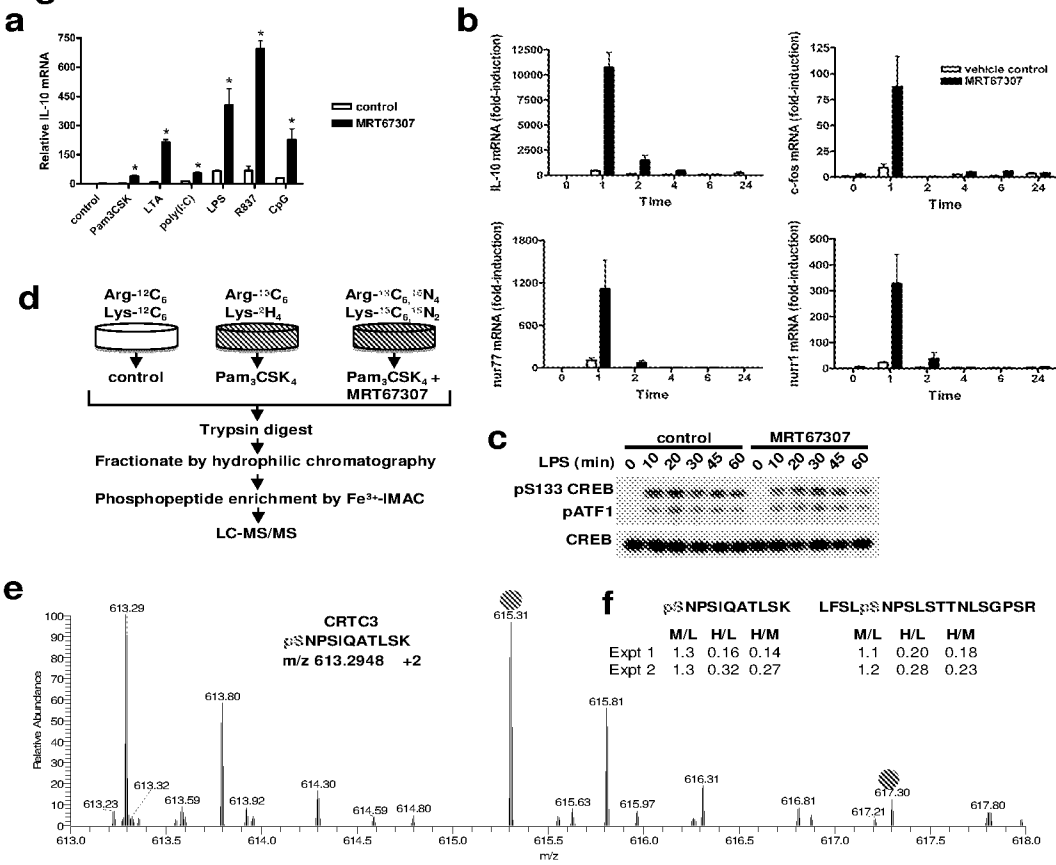 a
Relative IL-10 mRNA
750
600
450
300
150
0
control
Pam3CSK
LTA
poly(I:C)
LPS
R837
CpG
* * * * * *
control
MRT67307
b
IL-10 mRNA (fold-induction)
12500
10000
7500
5000
2500
0
0 1 2 4 6 24
Time
c-fos mRNA (fold-induction)
125
100
75
50
25
0
0 1 2 4 6 24
Time
vehicle control
MRT67307
nur77 mRNA (fold-induction)
1800
1200
600
0
0 1 2 4 6 24
Time
nurr1 mRNA (fold-induction)
500
400
300
200
100
0
0 1 2 4 6 24
Time
c
control MRT67307
LPS (min) 0 10 20 30 45 60 0 10 20 30 45 60
pS133 CREB
pATF1
CREB
d
Arg-¹²C₆ Arg-¹³C₆ Arg-¹³C₆,¹⁵N₄
Lys-¹²C₆ Lys-²H₄ Lys-¹³C₆,¹⁵N₂
control Pam₃CSK₄ Pam₃CSK₄ +
MRT67307
Trypsin digest
Fractionate by hydrophilic chromatography
Phosphopeptide enrichment by Fe³⁺-IMAC
LC-MS/MS
e
Relative Abundance
100
90
80
70
60
50
40
30
20
10
0
613.29
CRTC3
pSNPSIQATLSK
m/z 613.2948 +2
615.31
613.80
615.81
613.32
613.23
613.59
613.92
614.30
614.59
614.80
615.63
615.97
616.31
616.81
617.21
617.30
617.80
613.0 613.5 614.0 614.5 615.0 615.5 616.0 616.5 617.0 617.5 618.0
m/z
f
pSNPSIQATLSK LFSLpSNPSLSTTNLSGPSR
M/L H/L H/M M/L H/L H/M
Expt 1 1.3 0.16 0.14 1.1 0.20 0.18
Expt 2 1.3 0.32 0.27 1.2 0.28 0.23